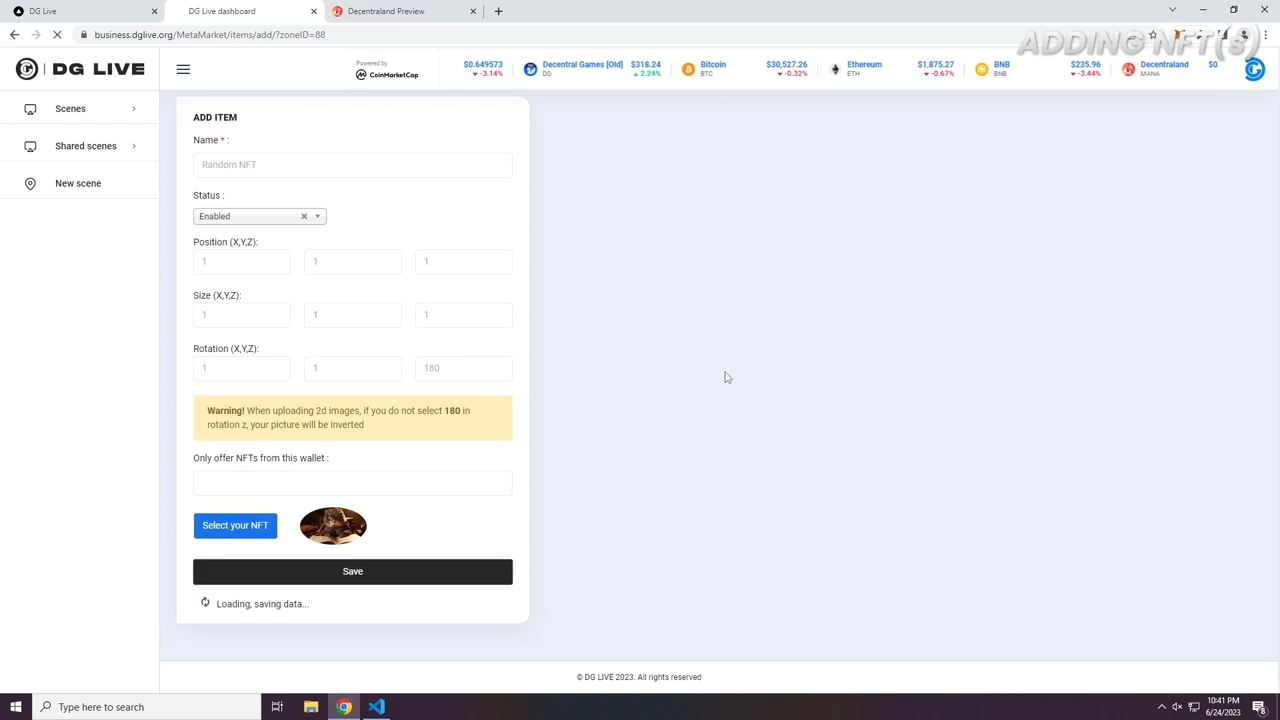 DG Live
DG Live dashboard
Decentraland Preview
business.dglive.org/MetaMarket/items/add/?zoneID=88
ADDING NFT(S)
DG LIVE
Powered by
CoinMarketCap
$0.649573
-3.14%
Decentral Games [Old]
DG
$318.24
2.24%
Bitcoin
BTC
$30,527.26
-0.32%
Ethereum
ETH
$1,875.27
-0.67%
BNB
BNB
$235.96
-3.44%
Decentraland
MANA
$0
Scenes
Shared scenes
New scene
ADD ITEM
Name * :
Random NFT
Status :
Enabled
Position (X,Y,Z):
1 1 1
Size (X,Y,Z):
1 1 1
Rotation (X,Y,Z):
1 1 180
Warning! When uploading 2d images, if you do not select 180 in
rotation z, your picture will be inverted
Only offer NFTs from this wallet :
Select your NFT
Save
Loading, saving data...
© DG LIVE 2023. All rights reserved
Type here to search
10:41 PM
6/24/2023
8